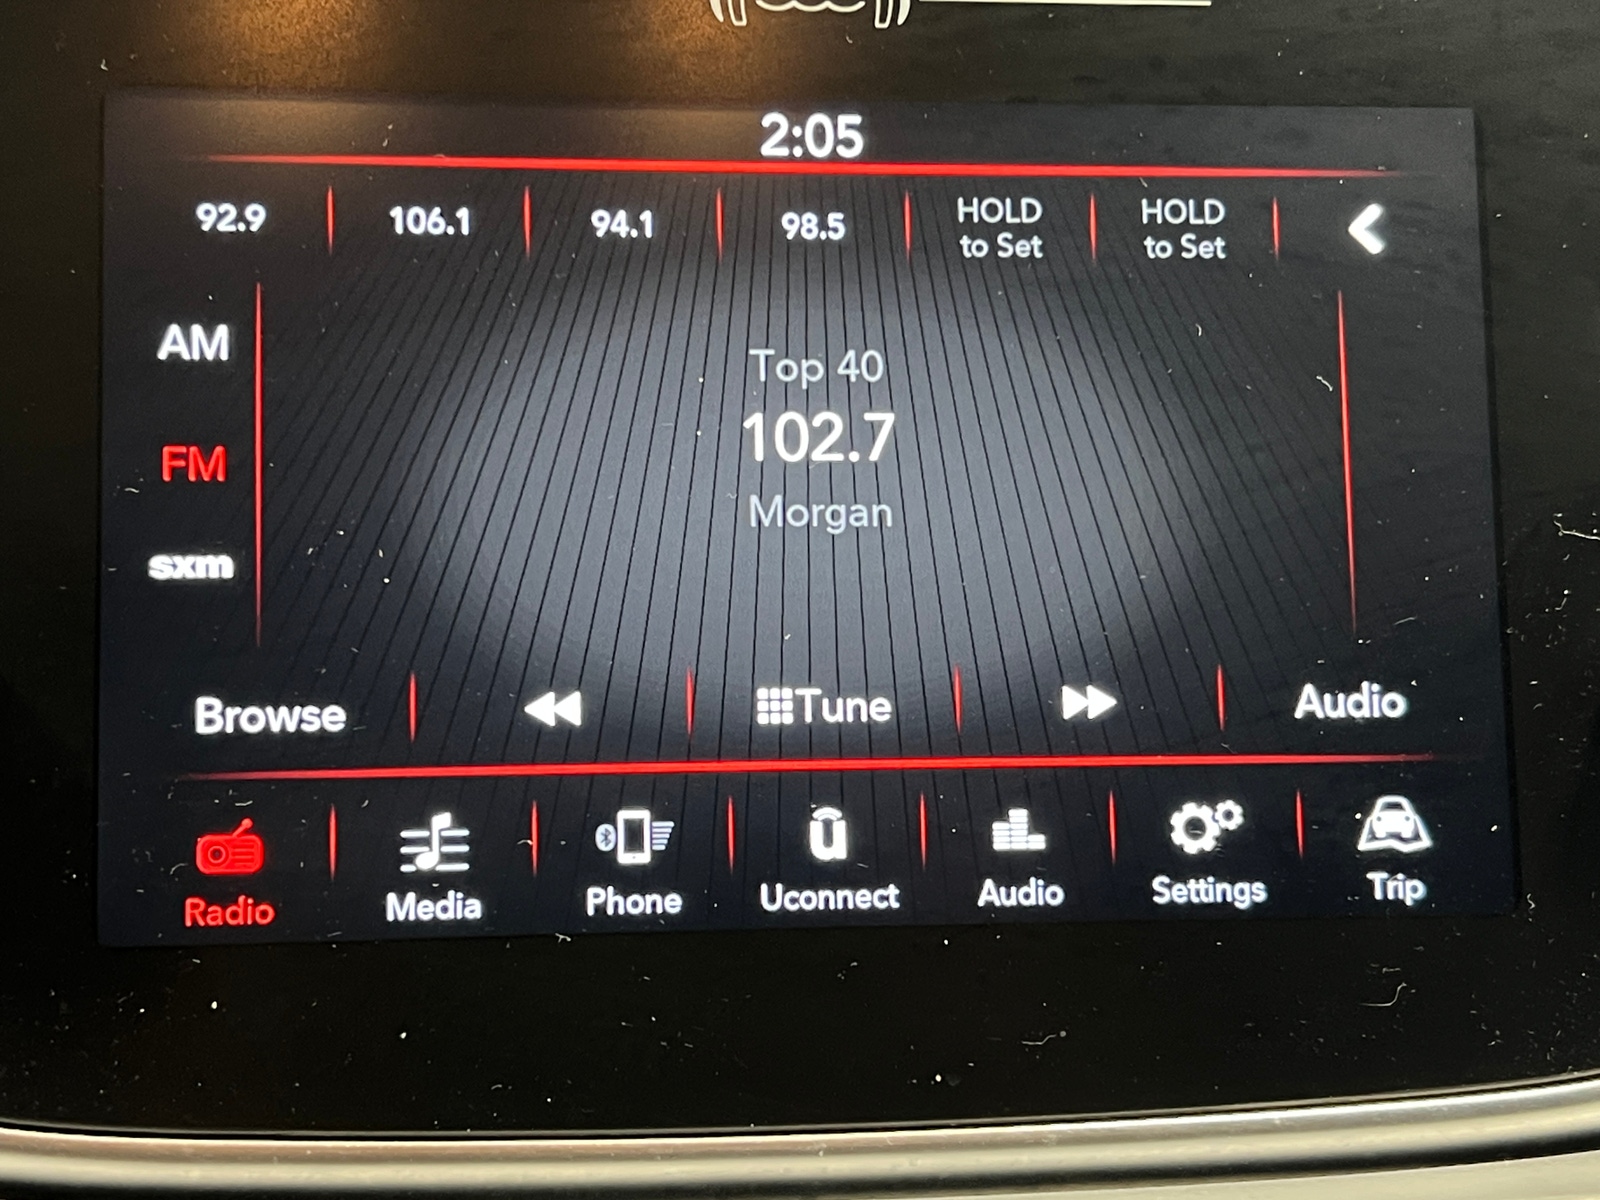 2:05
92.9 106.1 94.1 98.5 HOLD to Set HOLD to Set
AM
Top 40
102.7
FM
Morgan
sxm
Browse Tune Audio
Radio Media Phone Uconnect Audio Settings Trip